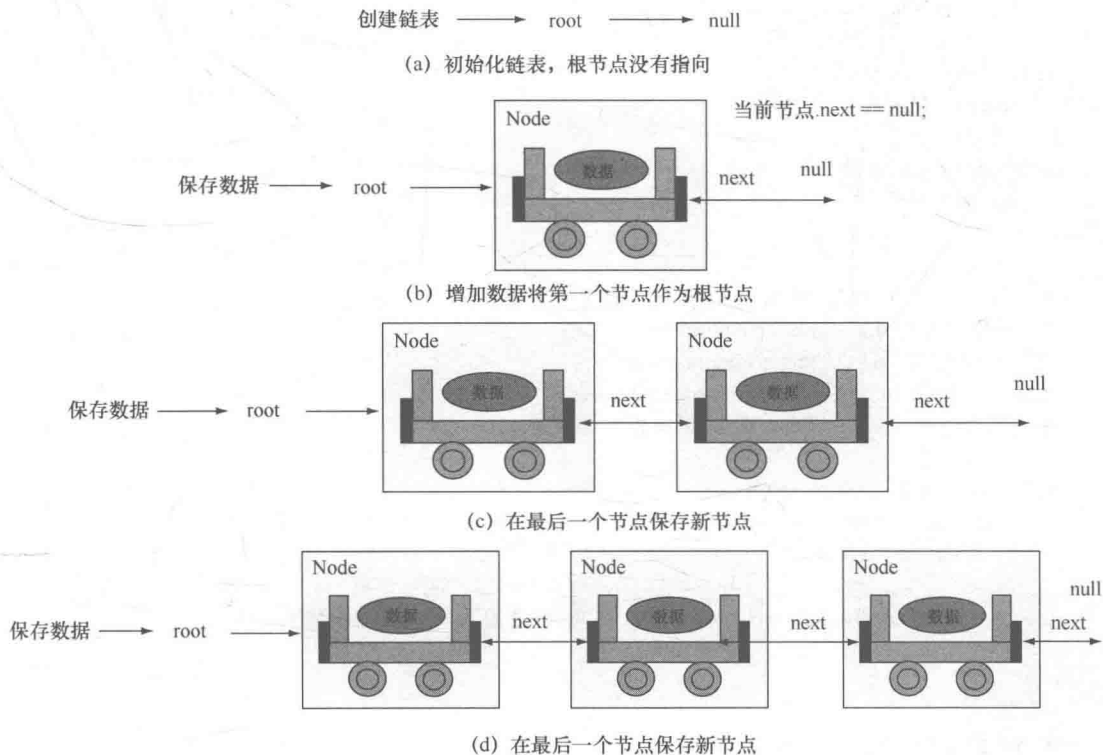 创建链表 root null
(a) 初始化链表，根节点没有指向
Node
当前节点.next == null;
数据
保存数据 root next null
(b) 增加数据将第一个节点作为根节点
Node Node
数据 数据
保存数据 root next next null
(c) 在最后一个节点保存新节点
Node Node Node
数据 数据 数据
null
保存数据 root next next next
(d) 在最后一个节点保存新节点